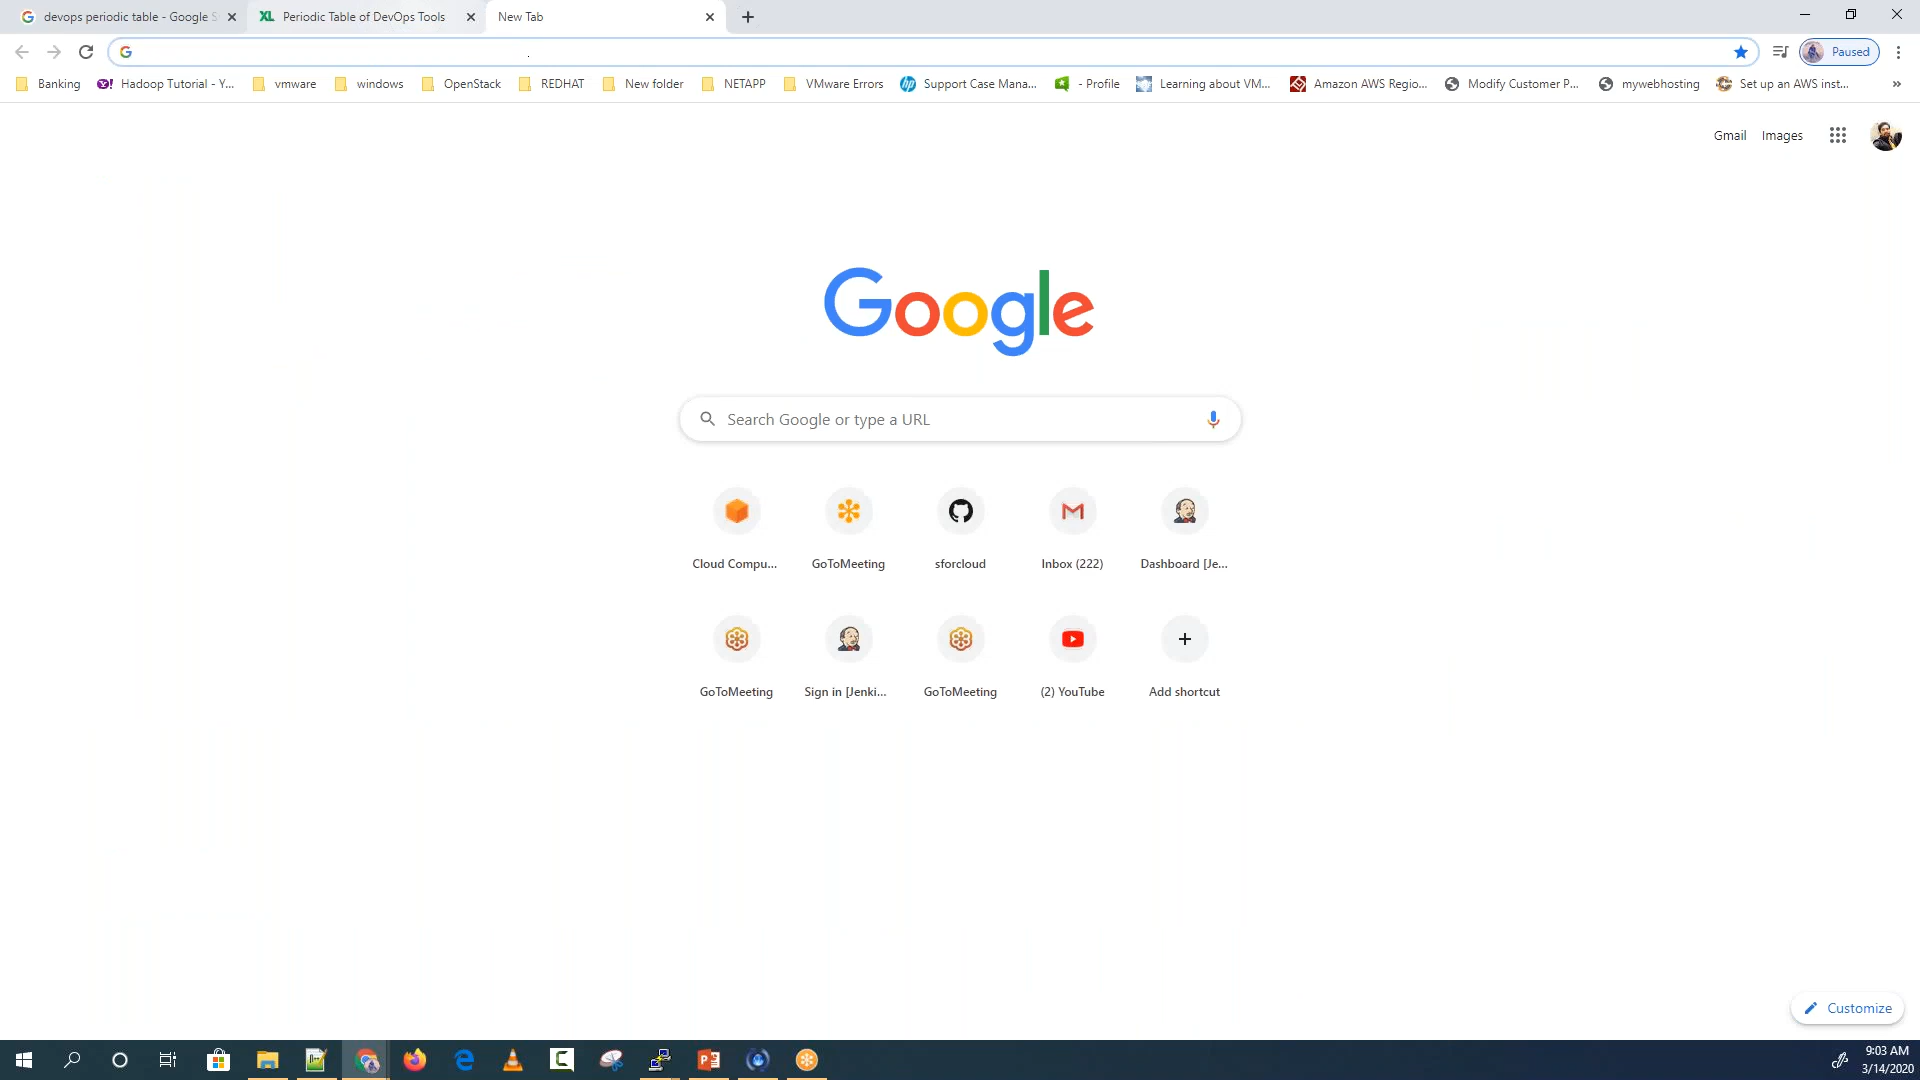 devops periodic table - Google S
Periodic Table of DevOps Tools
New Tab
Paused
Banking
Hadoop Tutorial - Y...
vmware
windows
OpenStack
REDHAT
New folder
NETAPP
VMware Errors
Support Case Mana...
- Profile
Learning about VM...
Amazon AWS Regio...
Modify Customer P...
mywebhosting
Set up an AWS inst...
Gmail
Images
Google
Search Google or type a URL
Cloud Compu...
GoToMeeting
sforcloud
Inbox (222)
Dashboard [Je...
GoToMeeting
Sign in [Jenki...
GoToMeeting
(2) YouTube
Add shortcut
Customize
9:03 AM
3/14/2020